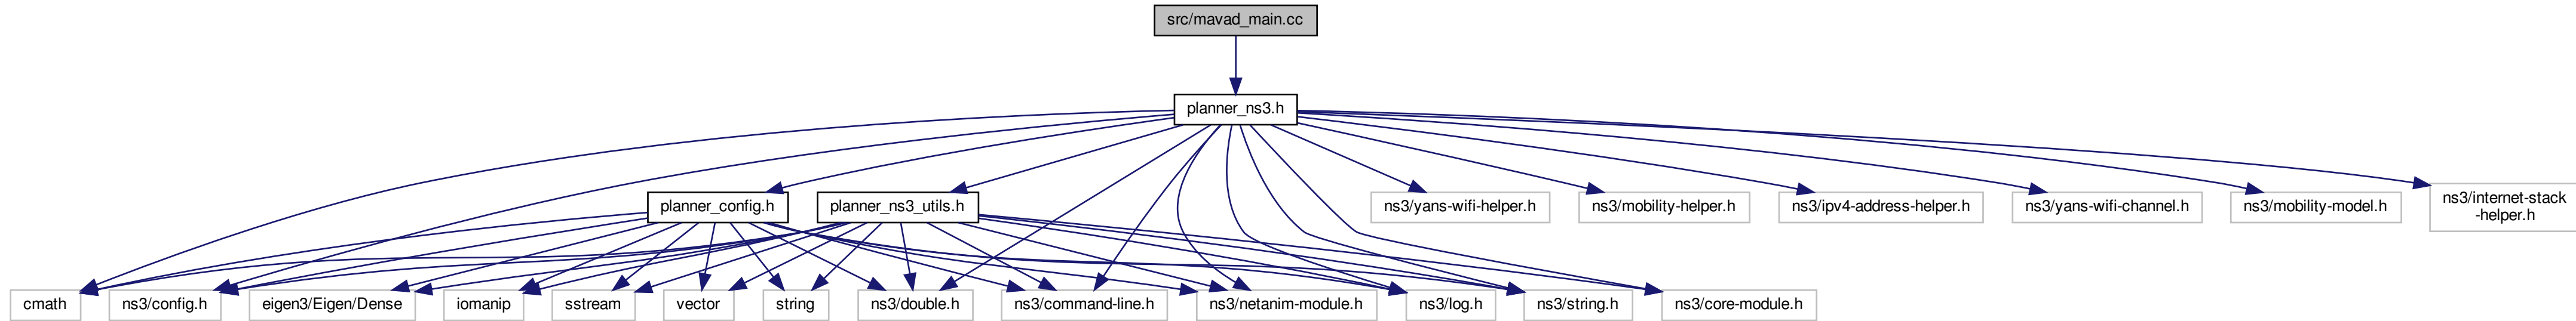 src/mavad_main.cc
planner_ns3.h
planner_config.h
planner_ns3_utils.h
ns3/yans-wifi-helper.h
ns3/mobility-helper.h
ns3/ipv4-address-helper.h
ns3/yans-wifi-channel.h
ns3/mobility-model.h
ns3/internet-stack
-helper.h
cmath
ns3/config.h
eigen3/Eigen/Dense
iomanip
sstream
vector
string
ns3/double.h
ns3/command-line.h
ns3/netanim-module.h
ns3/log.h
ns3/string.h
ns3/core-module.h